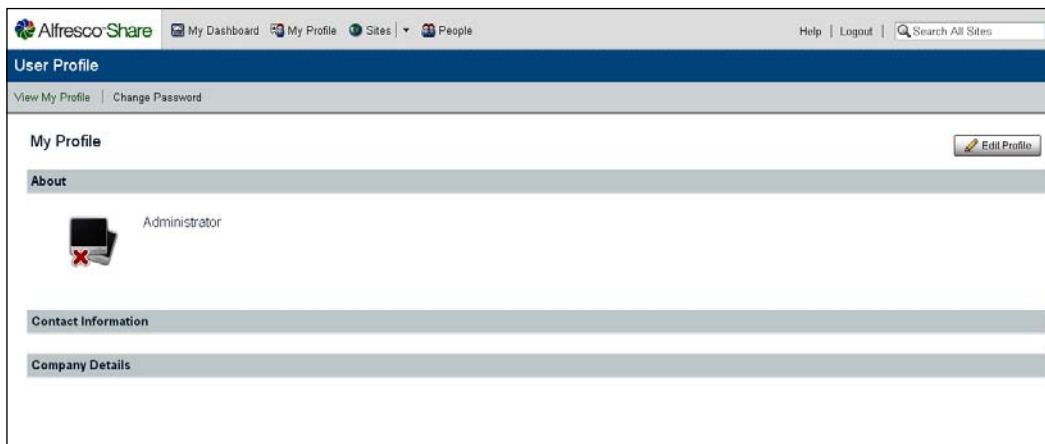 Alfresco Share My Dashboard My Profile Sites | People Help | Logout | Search All Sites
User Profile
View My Profile | Change Password
My Profile
Edit Profile
About
Administrator
Contact Information
Company Details